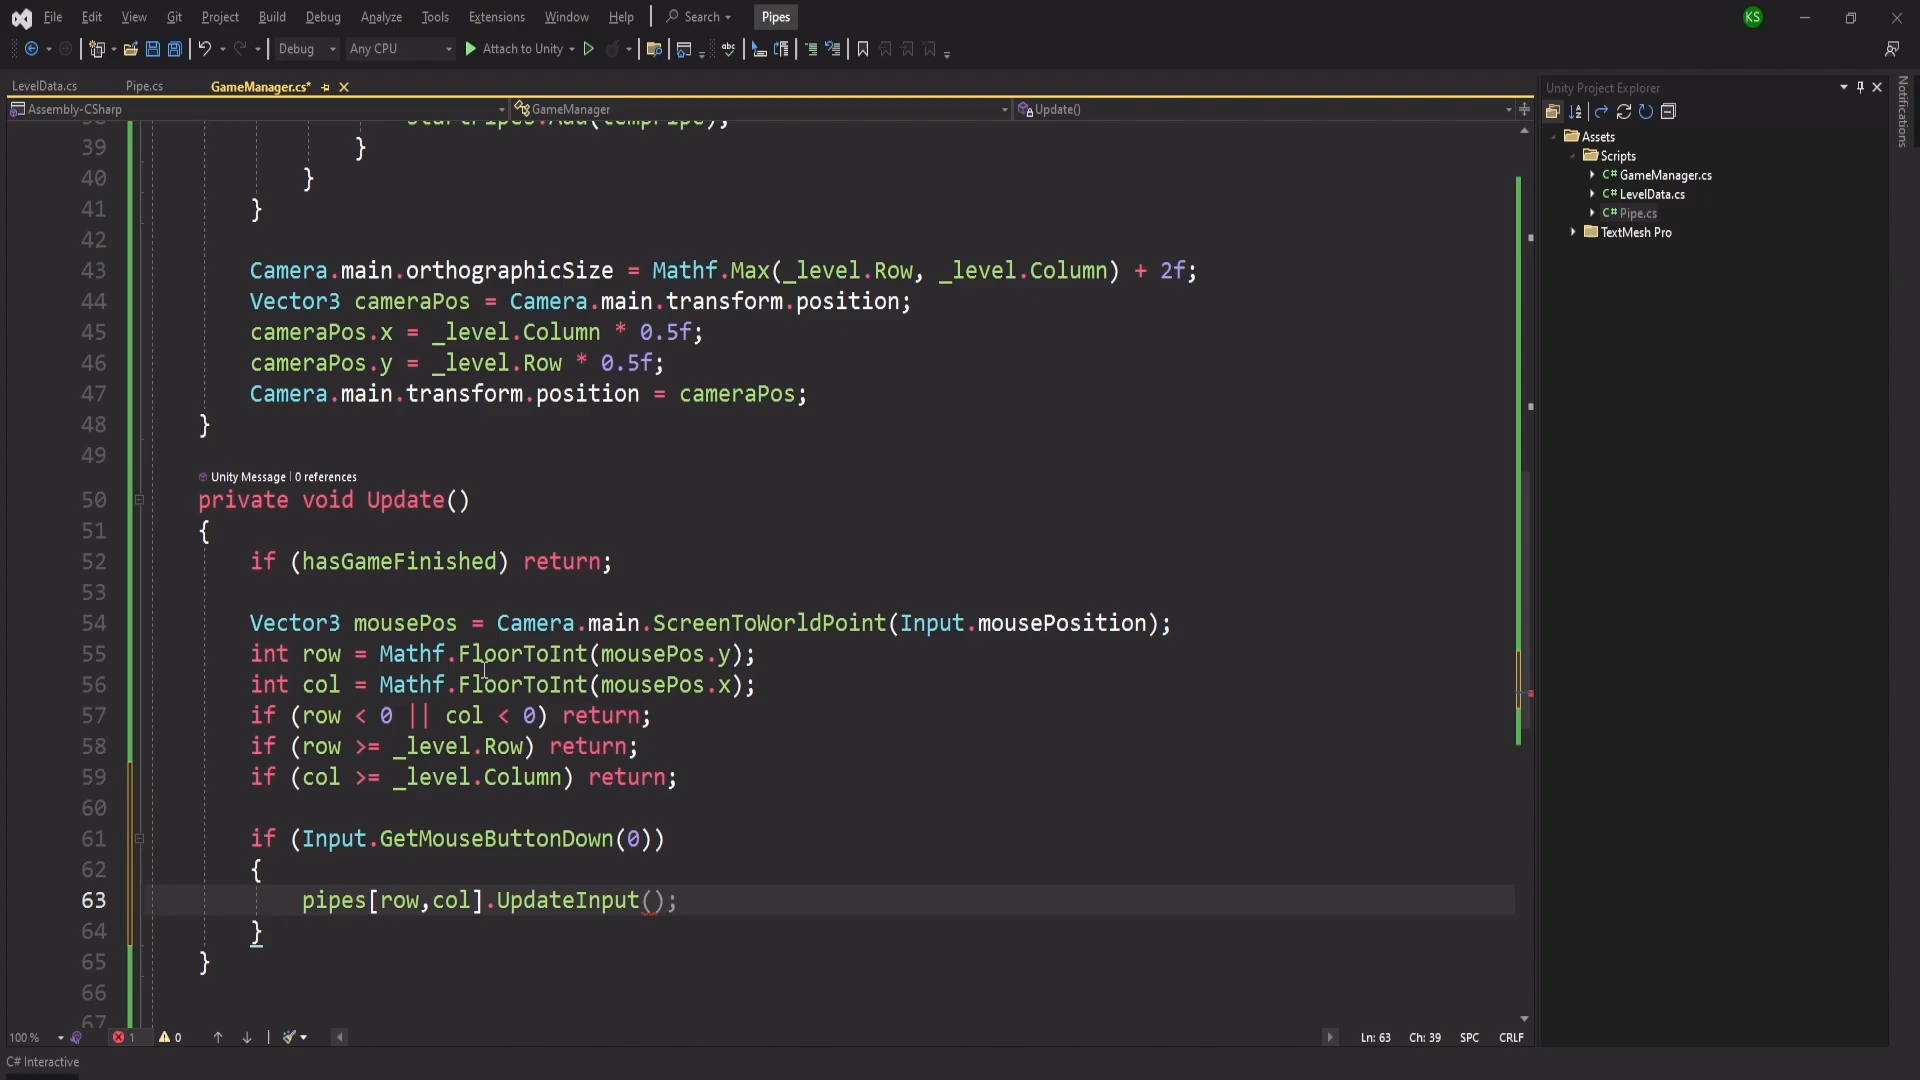 File Edit View Git Project Build Debug Analyze Tools Extensions Window Help Search Pipes KS
Debug Any CPU Attach to Unity
LevelData.cs Pipe.cs GameManager.cs*
Assembly-CSharp GameManager Update()
39 }
40 }
41 }
42
43 Camera.main.orthographicSize = Mathf.Max(_level.Row, _level.Column) + 2f;
44 Vector3 cameraPos = Camera.main.transform.position;
45 cameraPos.x = _level.Column * 0.5f;
46 cameraPos.y = _level.Row * 0.5f;
47 Camera.main.transform.position = cameraPos;
48 }
49
Unity Message | 0 references
50 private void Update()
51 {
52 if (hasGameFinished) return;
53
54 Vector3 mousePos = Camera.main.ScreenToWorldPoint(Input.mousePosition);
55 int row = Mathf.FloorToInt(mousePos.y);
56 int col = Mathf.FloorToInt(mousePos.x);
57 if (row < 0 || col < 0) return;
58 if (row >= _level.Row) return;
59 if (col >= _level.Column) return;
60
61 if (Input.GetMouseButtonDown(0))
62 {
63 pipes[row,col].UpdateInput();
64 }
65 }
66
67
100 % 1 0 Ln: 63 Ch: 39 SPC CRLF
C# Interactive
Unity Project Explorer
Assets
Scripts
C# GameManager.cs
C# LevelData.cs
C# Pipe.cs
TextMesh Pro
Notifications